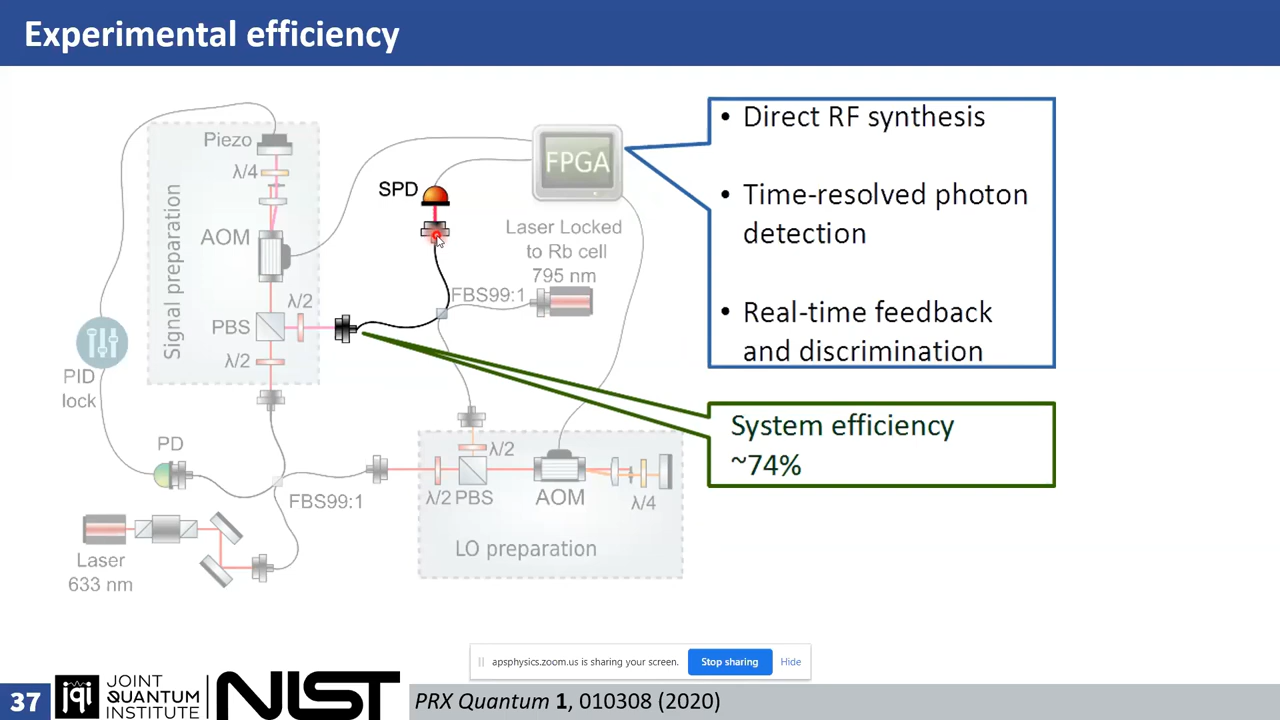 Experimental efficiency
Piezo
λ/4
AOM
Signal preparation
λ/2
PBS
λ/2
PID
lock
PD
FBS99:1
Laser
633 nm
SPD
FPGA
Laser Locked
to Rb cell
795 nm
FBS99:1
λ/2
λ/2
PBS
AOM
λ/4
LO preparation
• Direct RF synthesis
• Time-resolved photon
detection
• Real-time feedback
and discrimination
System efficiency
~74%
apsphysics.zoom.us is sharing your screen.
Stop sharing
Hide
37
jqi
JOINT
QUANTUM
INSTITUTE
NIST
PRX Quantum 1, 010308 (2020)